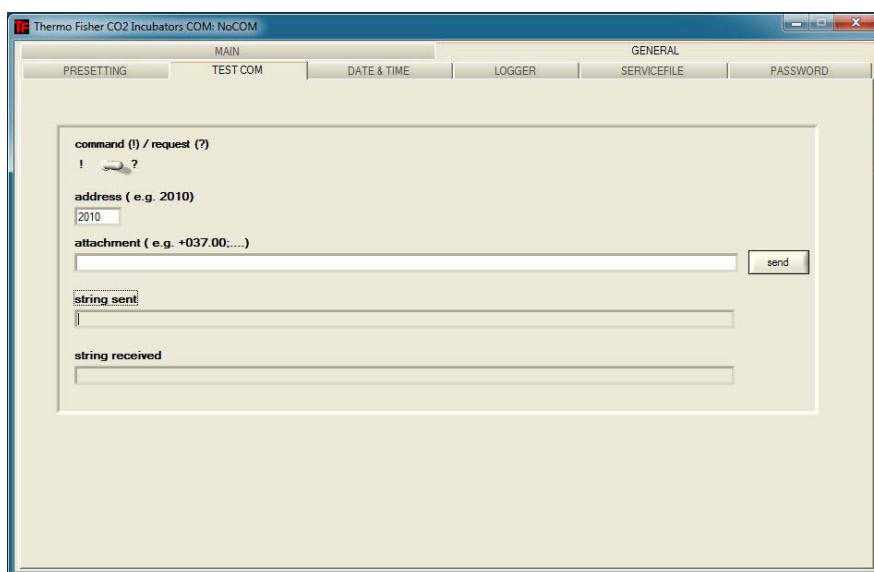 Thermo Fisher CO2 Incubators COM: NoCOM
MAIN GENERAL
PRESETTING TEST COM DATE & TIME LOGGER SERVICEFILE PASSWORD
command (!) / request (?)
! ?
address ( e.g. 2010)
2010
attachment ( e.g. +037.00;....)
send
string sent
string received